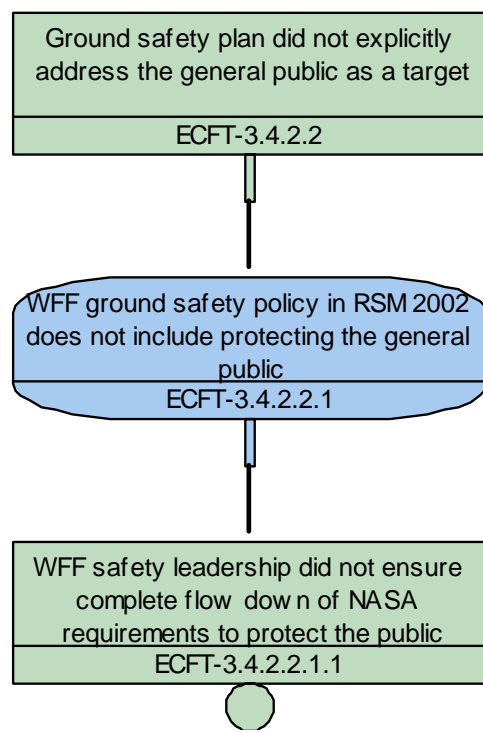 Ground safety plan did not explicitly
address the general public as a target
ECFT-3.4.2.2
WFF ground safety policy in RSM 2002
does not include protecting the general
public
ECFT-3.4.2.2.1
WFF safety leadership did not ensure
complete flow down of NASA
requirements to protect the public
ECFT-3.4.2.2.1.1